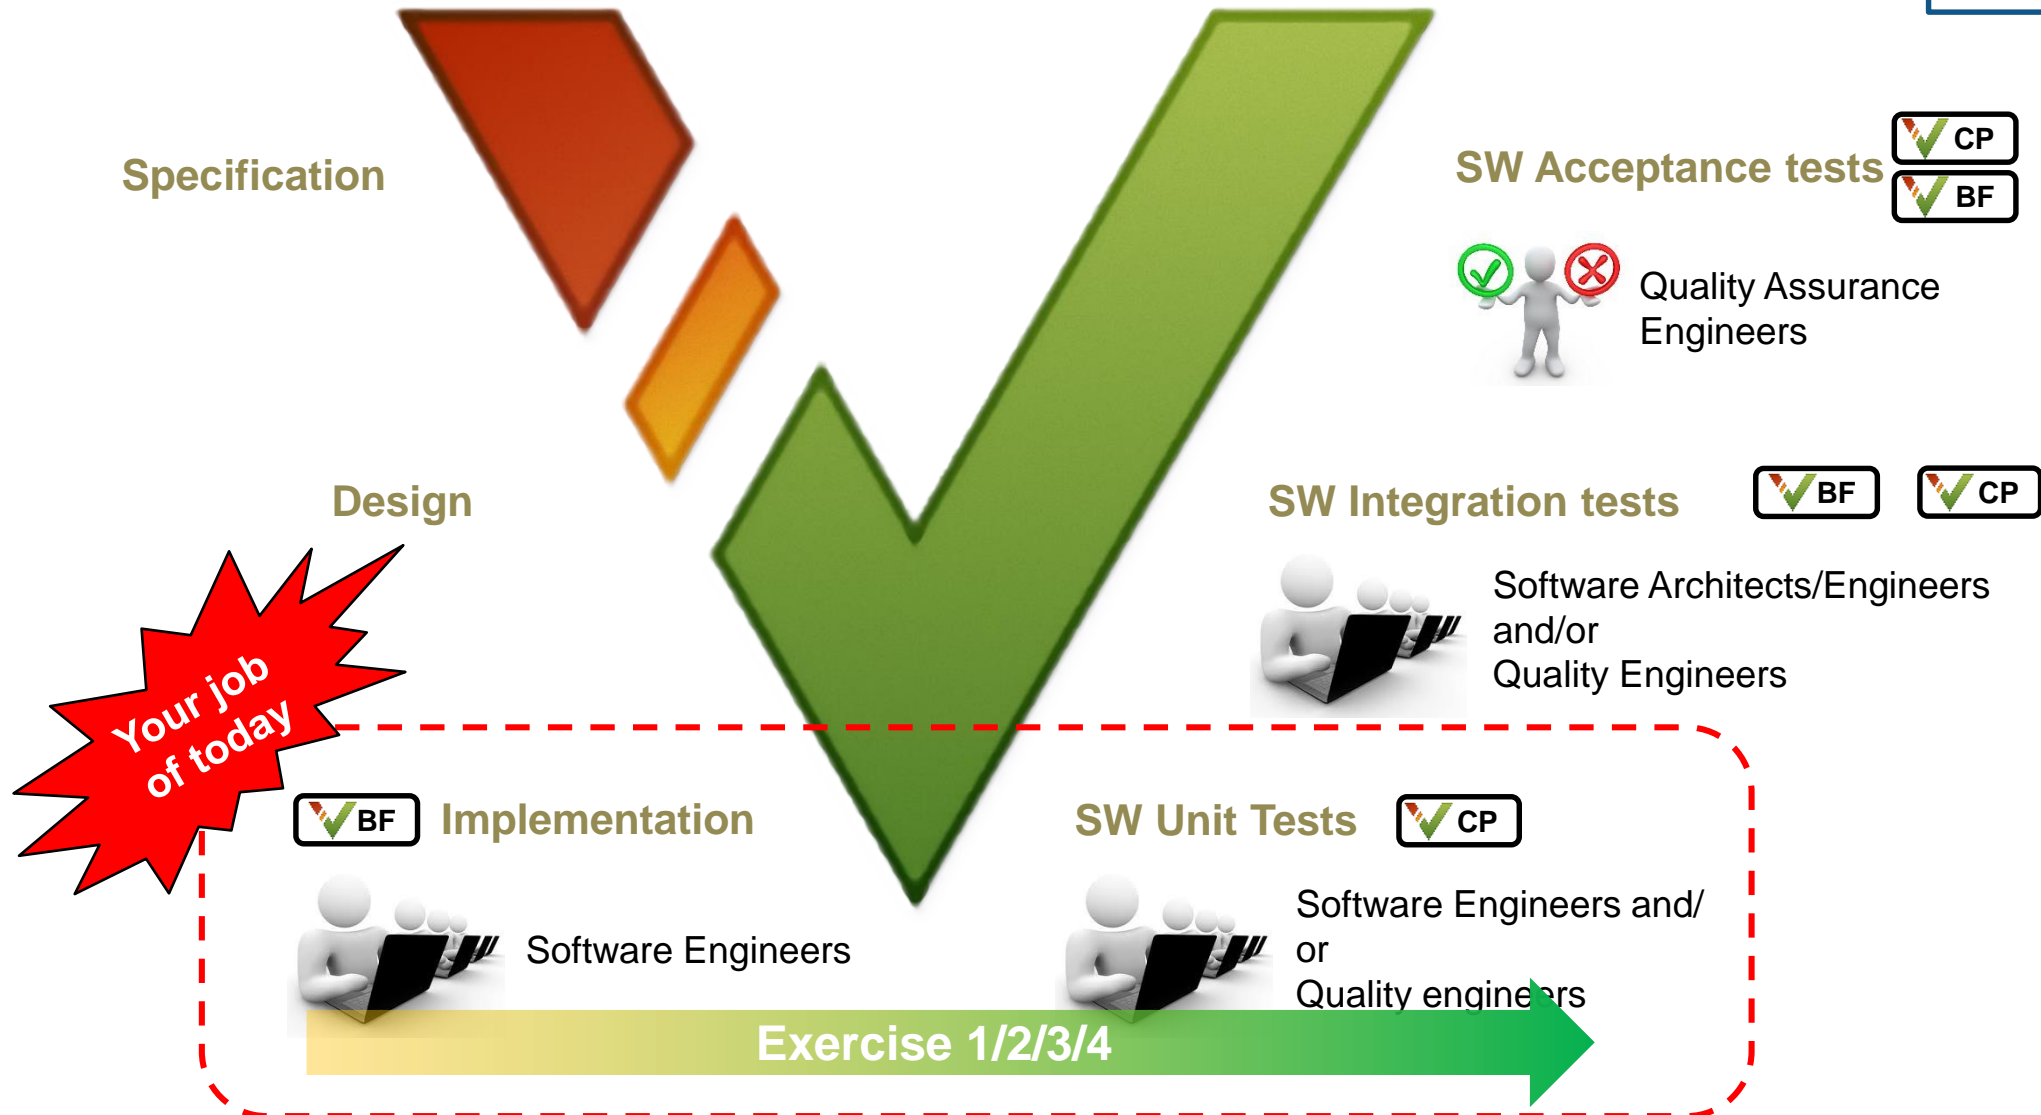 Specification
SW Acceptance tests
CP
BF
Quality Assurance
Engineers
Design
SW Integration tests
BF
CP
Software Architects/Engineers
and/or
Quality Engineers
Your job
of today
BF
Implementation
SW Unit Tests
CP
Software Engineers
Software Engineers and/
or
Quality engineers
Exercise 1/2/3/4